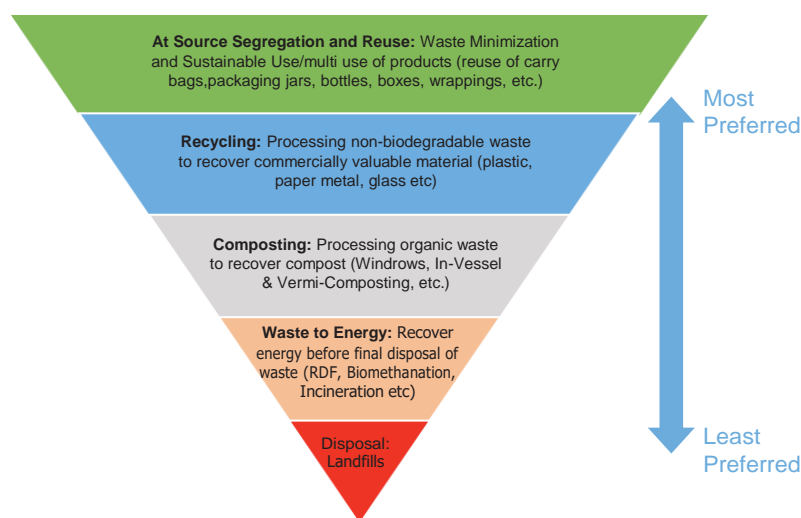 At Source Segregation and Reuse: Waste Minimization
and Sustainable Use/multi use of products (reuse of carry
bags,packaging jars, bottles, boxes, wrappings, etc.)
Most
Preferred
Recycling: Processing non-biodegradable waste
to recover commercially valuable material (plastic,
paper metal, glass etc)
Composting: Processing organic waste
to recover compost (Windrows, In-Vessel
& Vermi-Composting, etc.)
Waste to Energy: Recover
energy before final disposal of
waste (RDF, Biomethanation,
Incineration etc)
Disposal:
Landfills
Least
Preferred